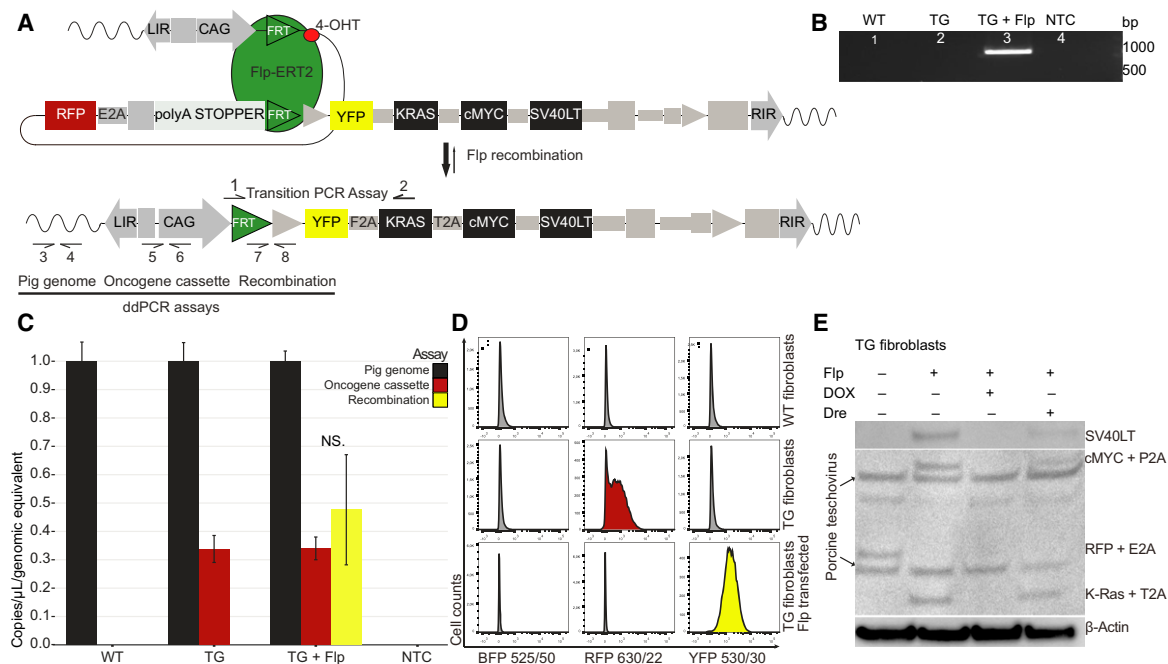 A
LIR
CAG
FRT
4-OHT
Flp-ERT2
RFP
E2A
polyA STOPPER
FRT
YFP
KRAS
cMYC
SV40LT
RIR
Flp recombination
1
Transition PCR Assay
2
LIR
CAG
FRT
YFP
F2A
KRAS
T2A
cMYC
SV40LT
RIR
3 4
5 6
7 8
Pig genome Oncogene cassette Recombination
ddPCR assays
B
WT TG TG + Flp NTC bp
1 2 3 4
1000
500
C
Copies/µL/genomic equivalent
1.0
0.9
0.8
0.7
0.6
0.5
0.4
0.3
0.2
0.1
0.0
Assay
Pig genome
Oncogene cassette
Recombination
NS.
WT TG TG + Flp NTC
D
Cell counts
WT fibroblasts
TG fibroblasts
TG fibroblasts
Flp transfected
BFP 525/50 RFP 630/22 YFP 530/30
E
TG fibroblasts
Flp – + + +
DOX – – + –
Dre – – – +
SV40LT
cMYC + P2A
RFP + E2A
K-Ras + T2A
β-Actin
Porcine teschovirus